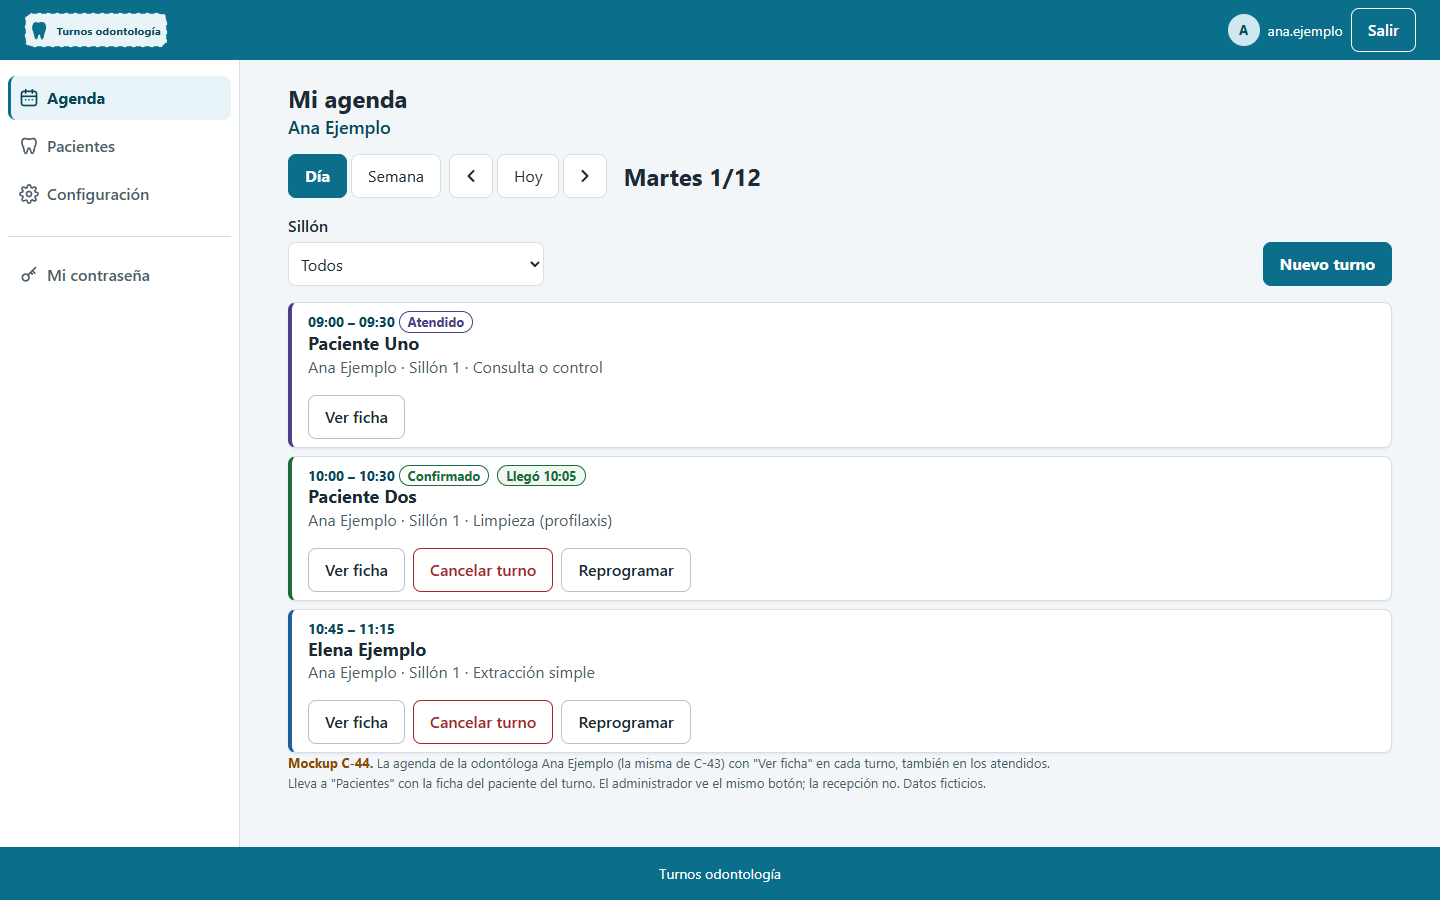 Turnos odontología
A ana.ejemplo Salir
Agenda
Pacientes
Configuración
Mi contraseña
Mi agenda
Ana Ejemplo
Día Semana Hoy Martes 1/12
Sillón
Todos
Nuevo turno
09:00 – 09:30 Atendido
Paciente Uno
Ana Ejemplo · Sillón 1 · Consulta o control
Ver ficha
10:00 – 10:30 Confirmado Llegó 10:05
Paciente Dos
Ana Ejemplo · Sillón 1 · Limpieza (profilaxis)
Ver ficha Cancelar turno Reprogramar
10:45 – 11:15
Elena Ejemplo
Ana Ejemplo · Sillón 1 · Extracción simple
Ver ficha Cancelar turno Reprogramar
Mockup C-44. La agenda de la odontóloga Ana Ejemplo (la misma de C-43) con "Ver ficha" en cada turno, también en los atendidos.
Lleva a "Pacientes" con la ficha del paciente del turno. El administrador ve el mismo botón; la recepción no. Datos ficticios.
Turnos odontología